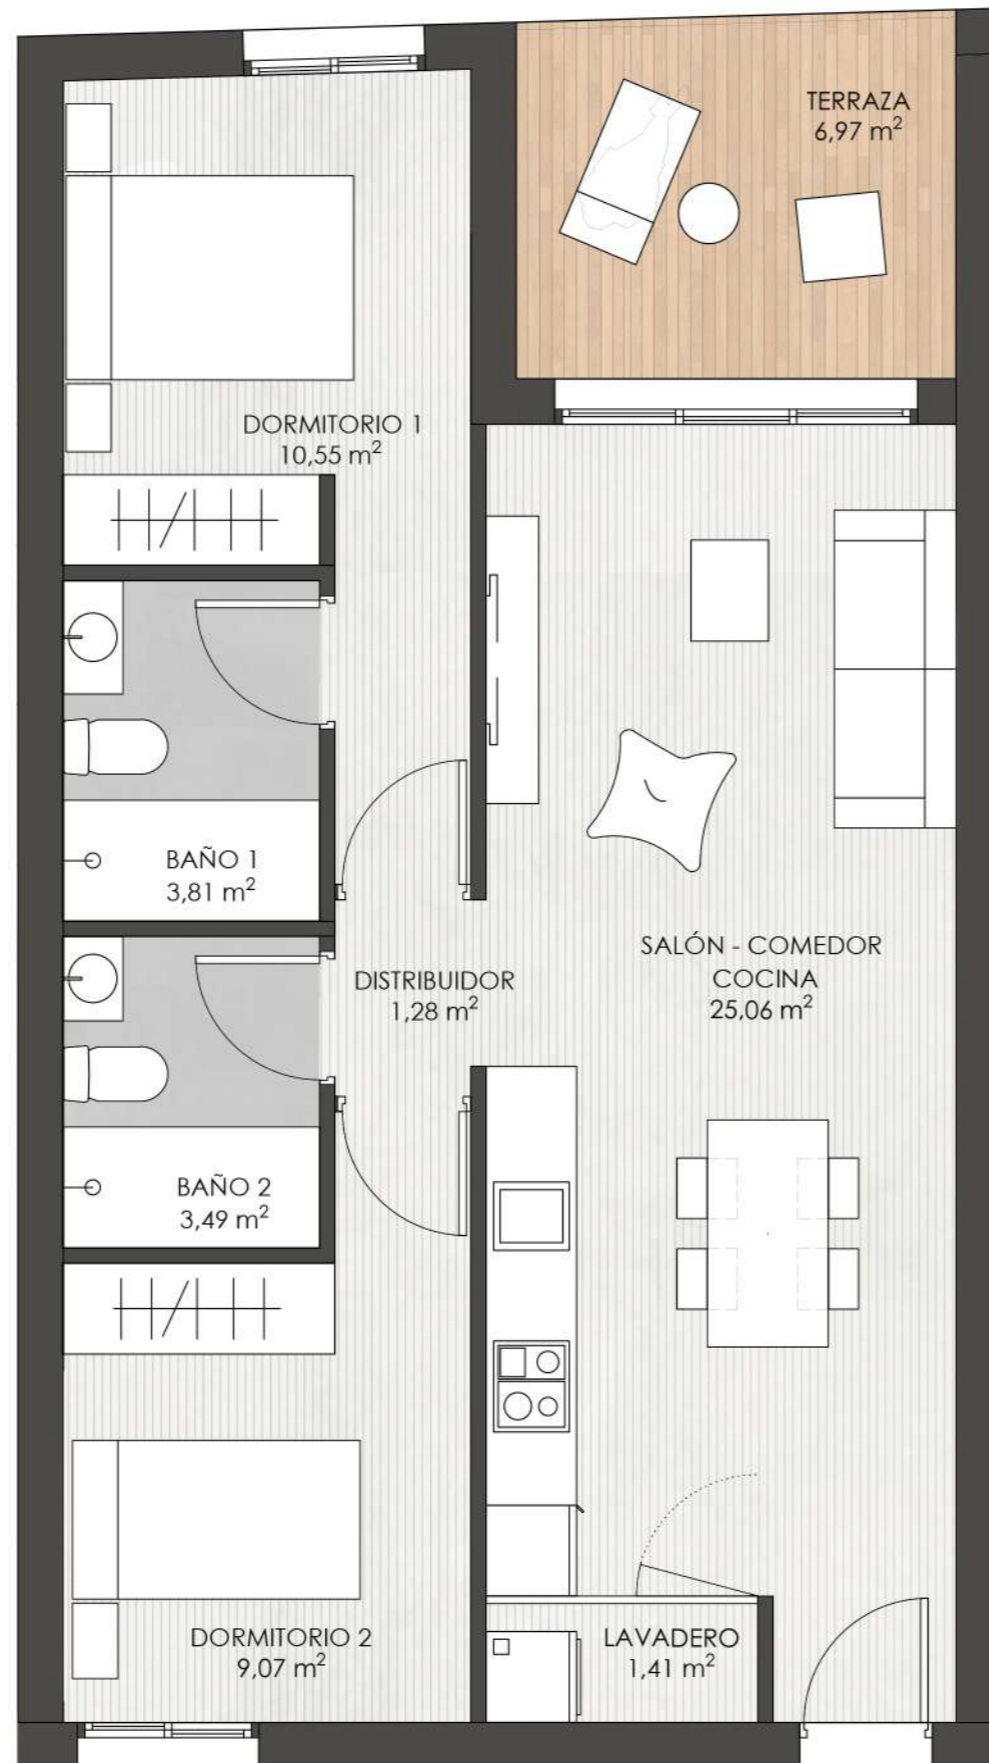 TERRAZA
6,97 m²
DORMITORIO 1
10,55 m²
BAÑO 1
3,81 m²
SALÓN - COMEDOR
COCINA
25,06 m²
DISTRIBUIDOR
1,28 m²
BAÑO 2
3,49 m²
DORMITORIO 2
9,07 m²
LAVADERO
1,41 m²